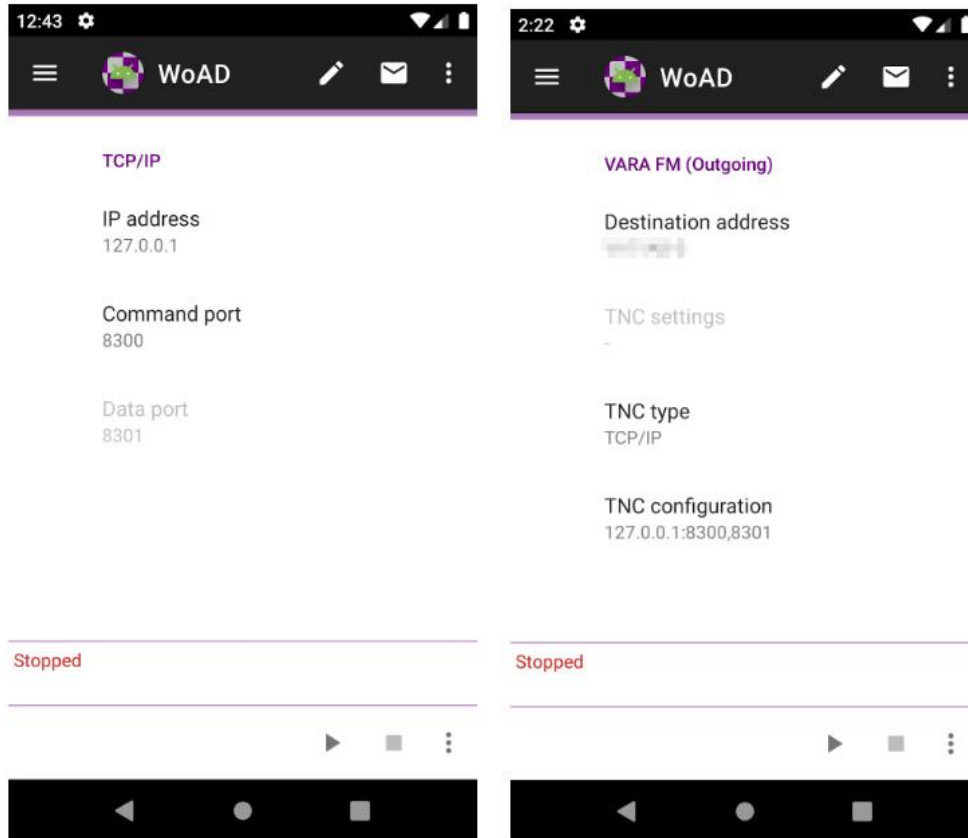 12:43
WoAD
TCP/IP
IP address
127.0.0.1
Command port
8300
Data port
8301
Stopped
2:22
WoAD
VARA FM (Outgoing)
Destination address
TNC settings
-
TNC type
TCP/IP
TNC configuration
127.0.0.1:8300,8301
Stopped